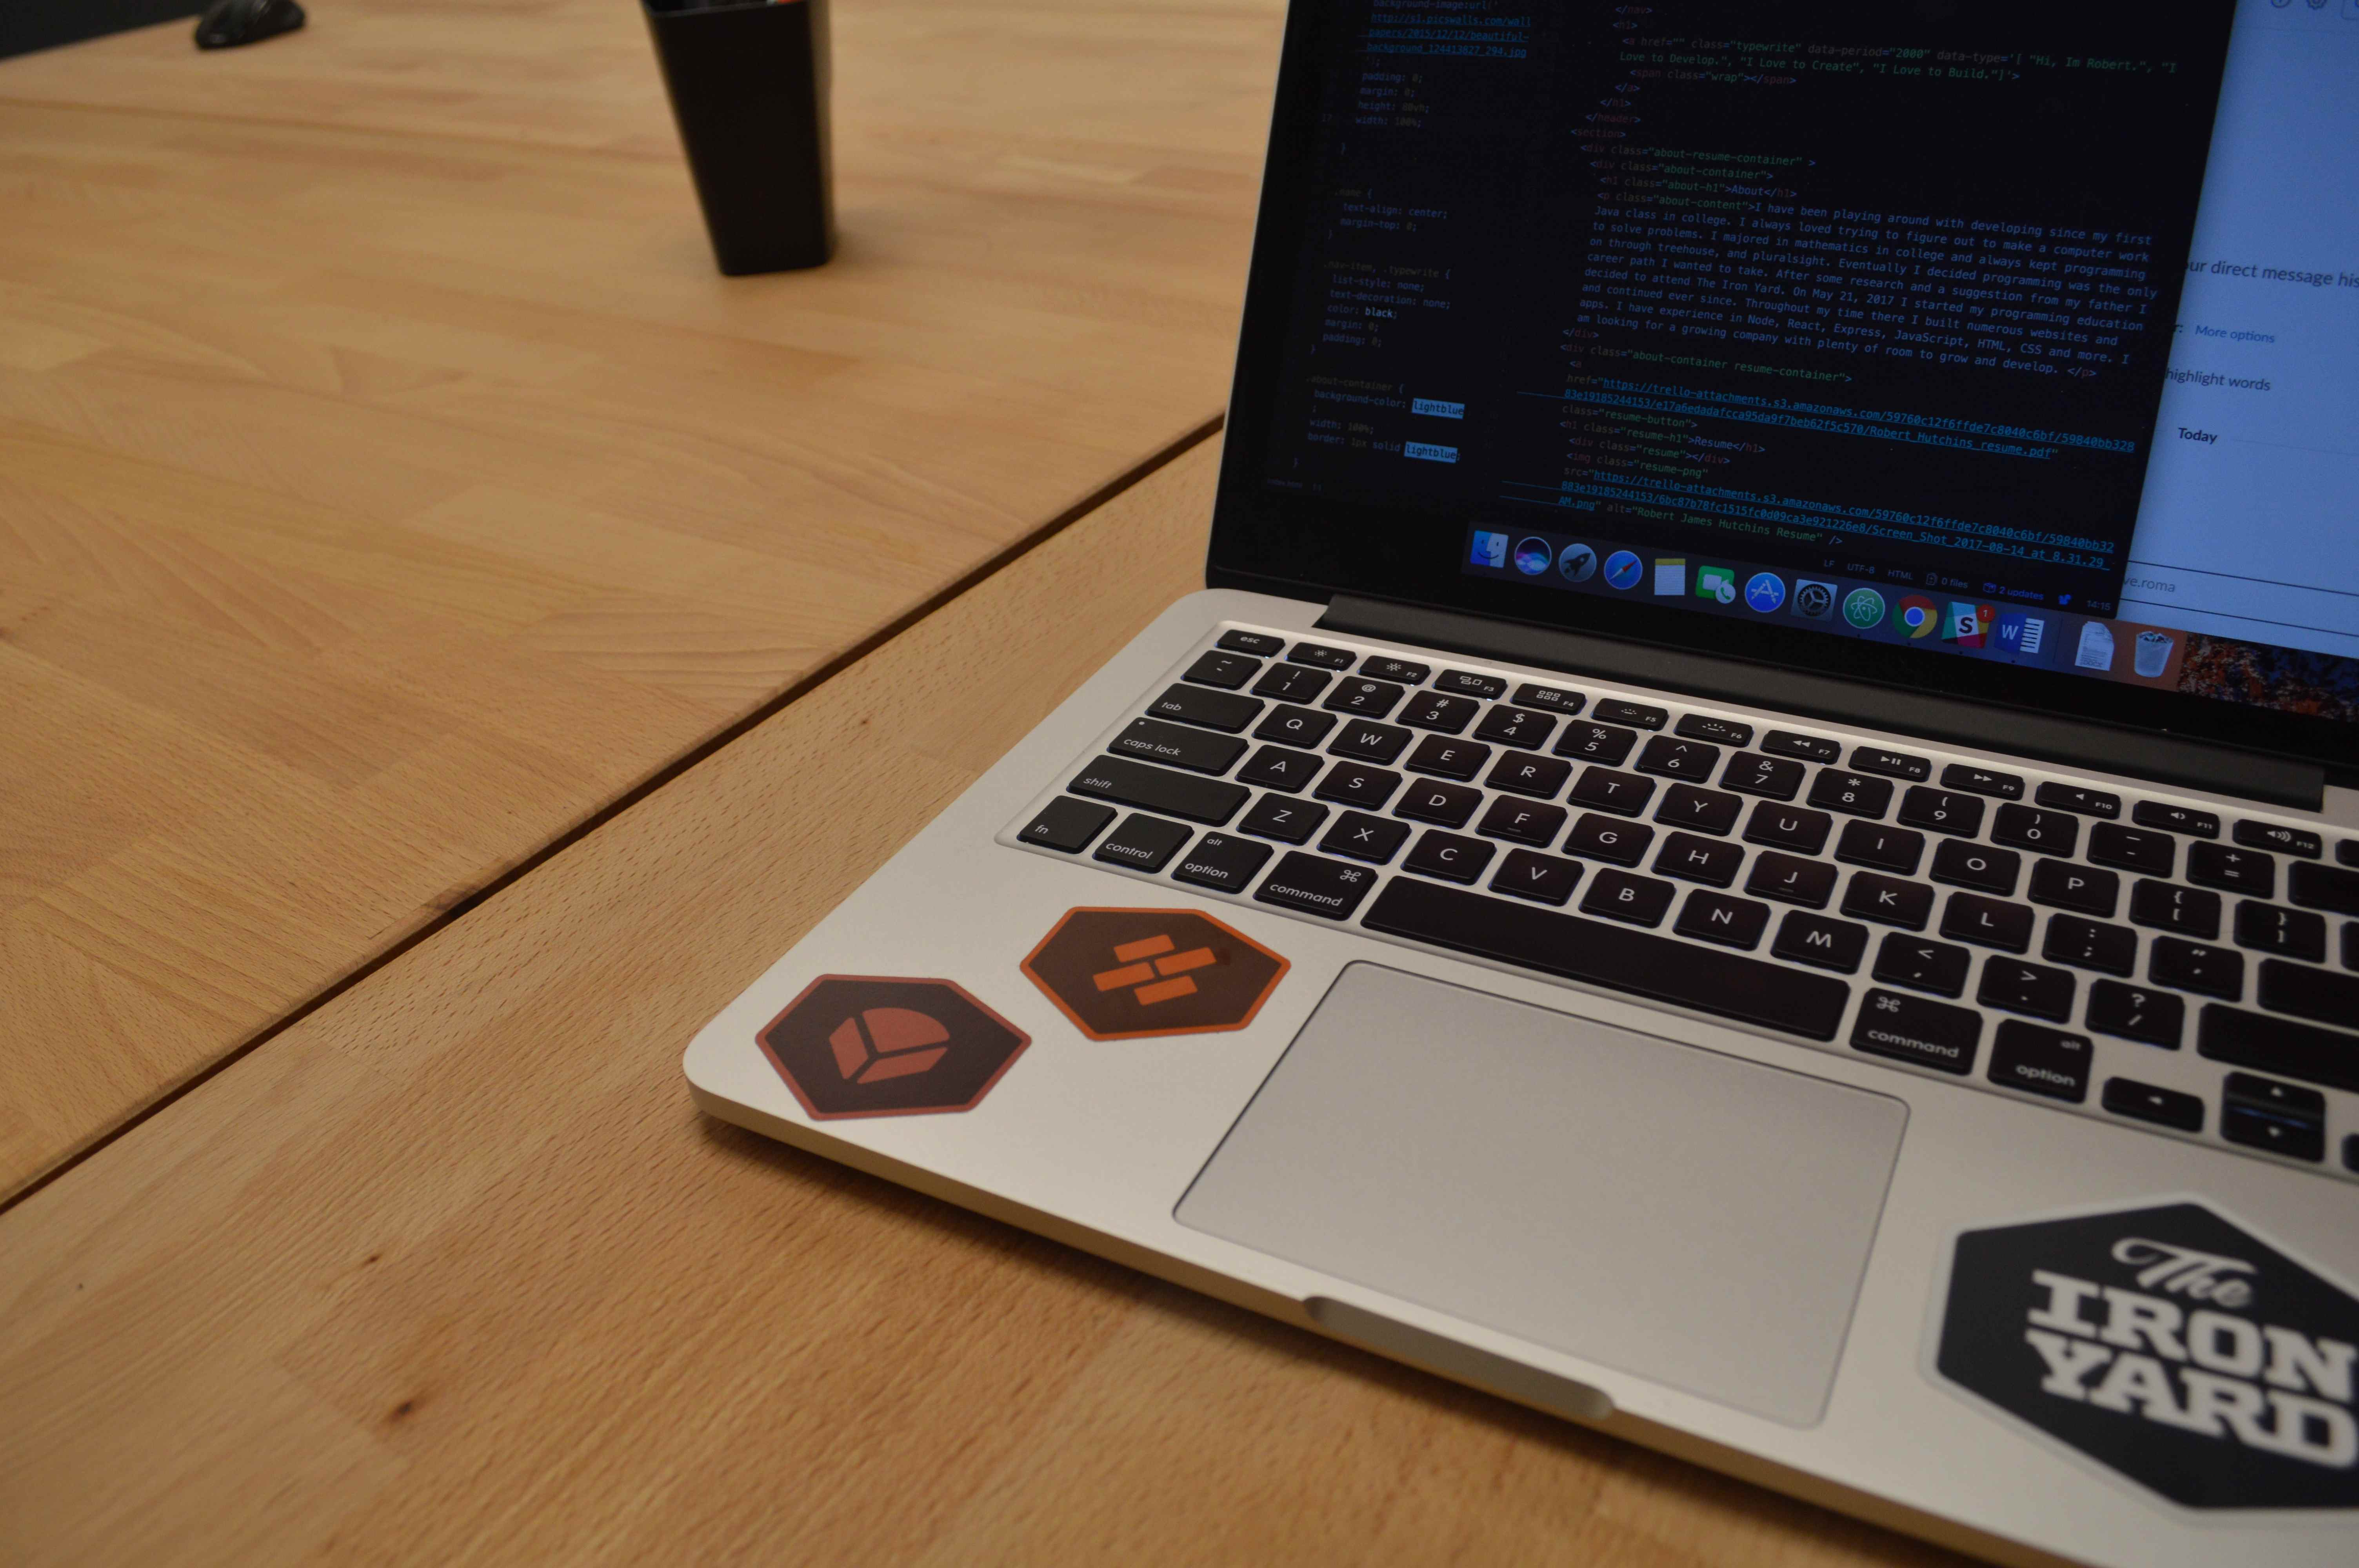 background-image:url('
http://s1.picswalls.com/wall
papers/2015/12/12/beautiful-
background_124413827_294.jpg
');
padding: 0;
margin: 0;
height: 80vh;
width: 100%;
}
.name {
text-align: center;
margin-top: 0;
}
.nav-item, .typewrite {
list-style: none;
text-decoration: none;
color: black;
margin: 0;
padding: 0;
}
.about-container {
background-color: lightblue
;
width: 100%;
border: 1px solid lightblue;
}
</nav>
<h1>
<a href="" class="typewrite" data-period="2000" data-type='[ "Hi, Im Robert.", "I
Love to Develop.", "I Love to Create", "I Love to Build."]'>
<span class="wrap"></span>
</a>
</h1>
</header>
<section>
<div class="about-resume-container" >
<div class="about-container">
<h1 class="about-h1">About</h1>
<p class="about-content">I have been playing around with developing since my first
Java class in college. I always loved trying to figure out to make a computer work
to solve problems. I majored in mathematics in college and always kept programming
on through treehouse, and pluralsight. Eventually I decided programming was the only
career path I wanted to take. After some research and a suggestion from my father I
decided to attend The Iron Yard. On May 21, 2017 I started my programming education
and continued ever since. Throughout my time there I built numerous websites and
apps. I have experience in Node, React, Express, JavaScript, HTML, CSS and more. I
am looking for a growing company with plenty of room to grow and develop. </p>
</div>
<div class="about-container resume-container">
<a
href="https://trello-attachments.s3.amazonaws.com/59760c12f6ffde7c8040c6bf/59840bb328
83e19185244153/e17a6edadafcca95da9f7beb62f5c570/Robert_Hutchins_resume.pdf"
class="resume-button">
<h1 class="resume-h1">Resume</h1>
<div class="resume"></div>
<img class="resume-png"
src="https://trello-attachments.s3.amazonaws.com/59760c12f6ffde7c8040c6bf/59840bb32
883e19185244153/6bc87b78fc1515fc0d09ca3e921226e8/Screen_Shot_2017-08-14_at_8.31.29_
AM.png" alt="Robert James Hutchins Resume" />
LF UTF-8 HTML 0 files 2 updates
14:15
ur direct message his
More options
highlight words
Today
ve.roma
S 1
W
esc F1 F2 F3 F4 F5 F6 F7 F8 F9 F10 F11 F12
~ ` ! 1 @ 2 # 3 $ 4 % 5 ^ 6 & 7 * 8 ( 9 ) 0 _ - + =
tab Q W E R T Y U I O P { [ } ]
caps lock A S D F G H J K L : ; " '
shift Z X C V B N M < , > . ? /
fn control alt option ⌘ command ⌘ command alt option
The
IRON
YARD